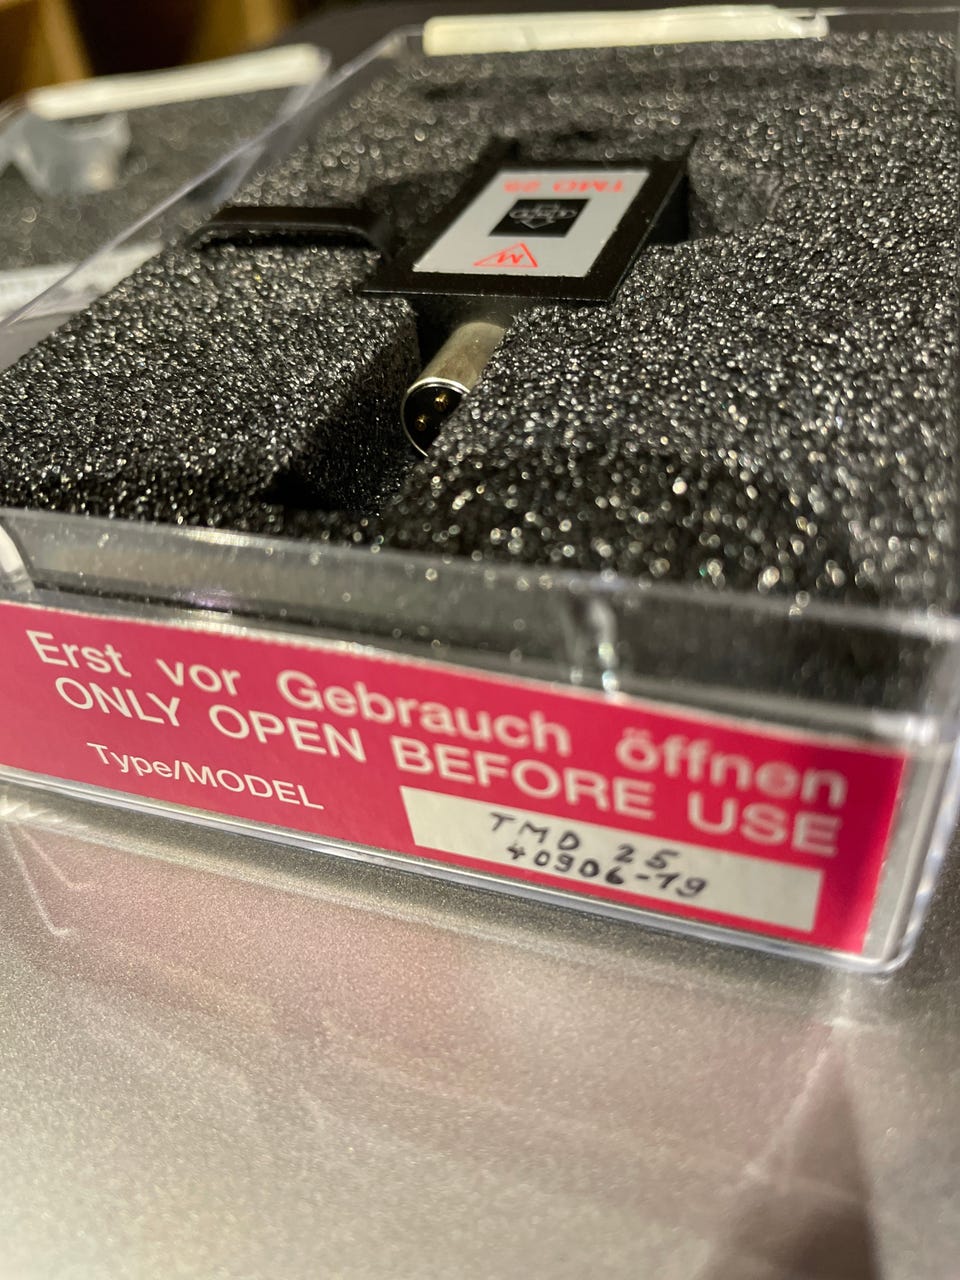 TMD 25
M
Erst vor Gebrauch öffnen
ONLY OPEN BEFORE USE
Type/MODEL
TMD 25
40906-19